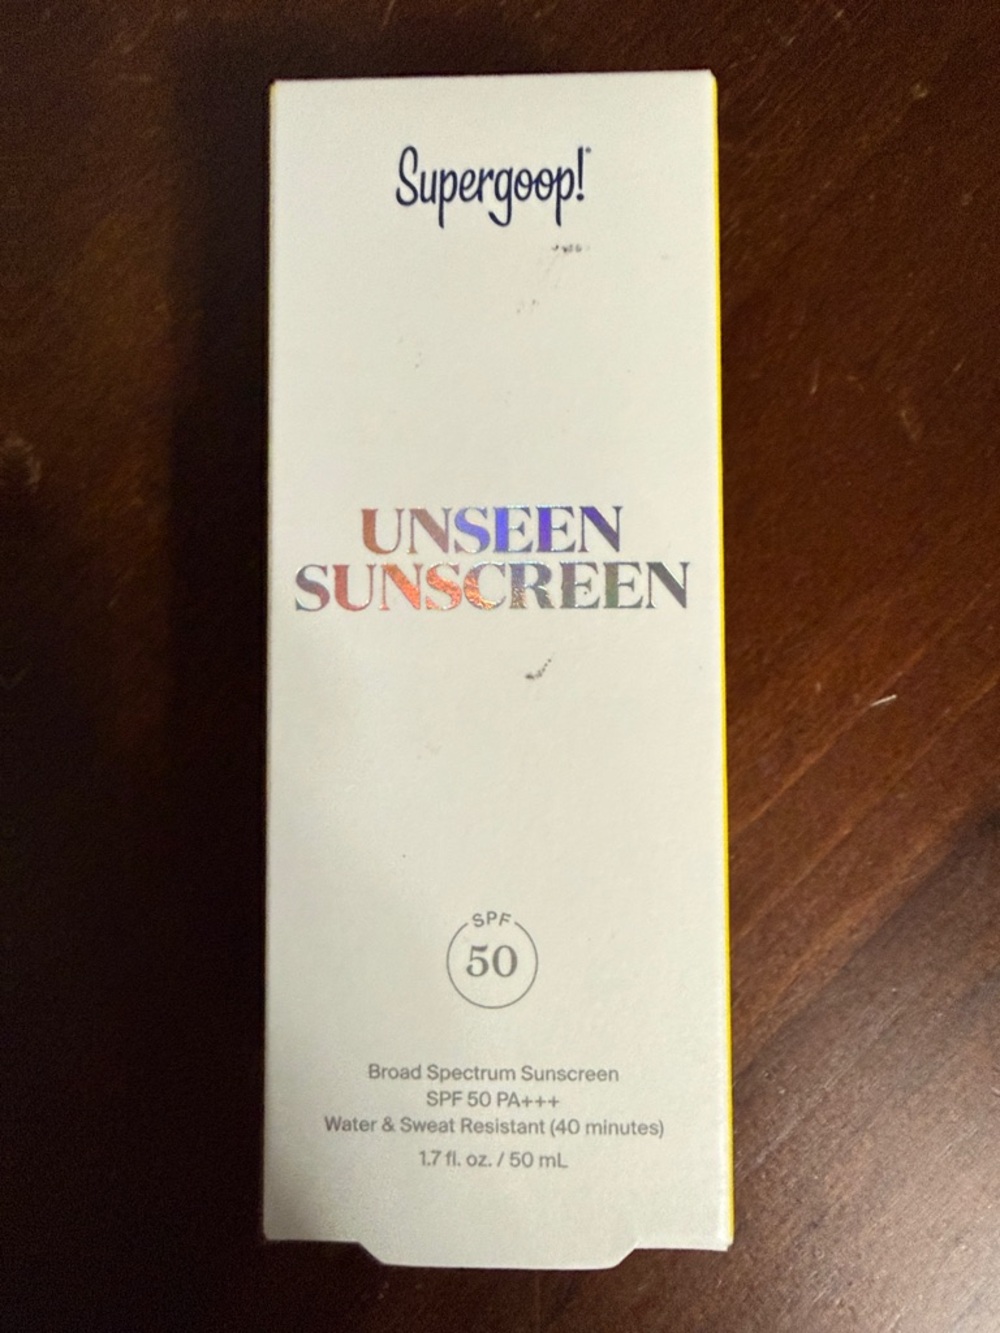 Supergoop!
UNSEEN
SUNSCREEN
SPF
50
Broad Spectrum Sunscreen
SPF 50 PA+++
Water & Sweat Resistant (40 minutes)
1.7 fl. oz. / 50 mL